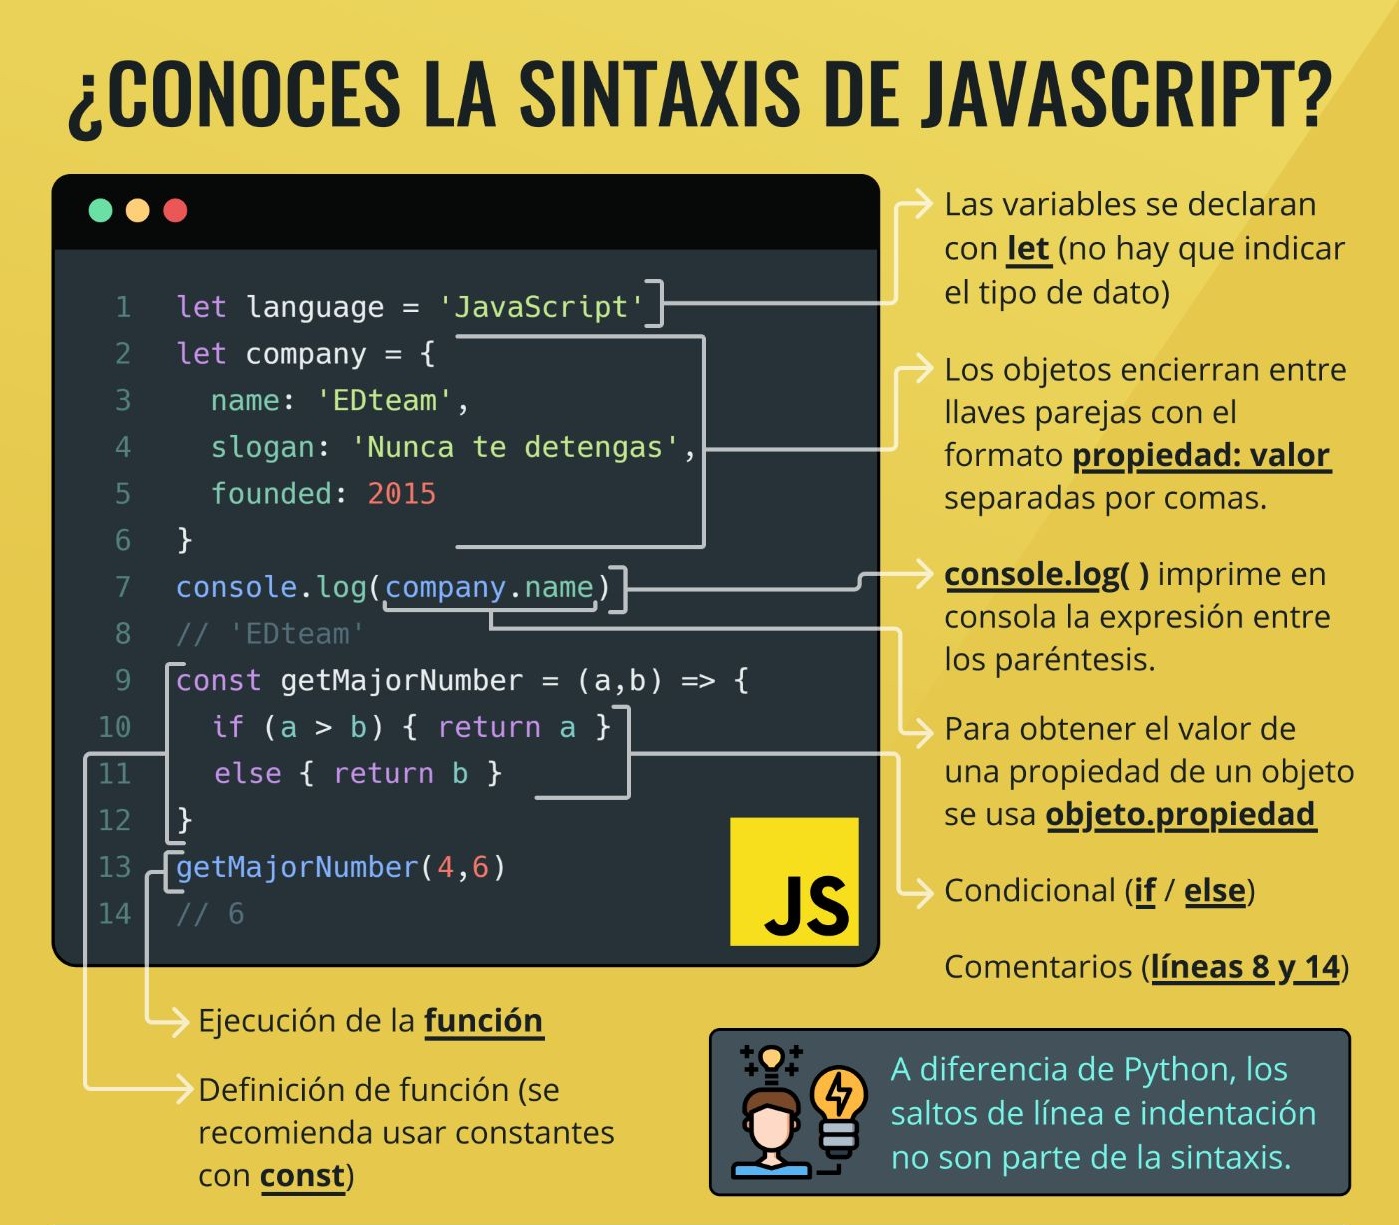 ¿CONOCES LA SINTAXIS DE JAVASCRIPT?
1 let language = 'JavaScript'
2 let company = {
3 name: 'EDteam',
4 slogan: 'Nunca te detengas',
5 founded: 2015
6 }
7 console.log(company.name)
8 // 'EDteam'
9 const getMajorNumber = (a,b) => {
10 if (a > b) { return a }
11 else { return b }
12 }
13 getMajorNumber(4,6)
14 // 6
JS
Las variables se declaran
con let (no hay que indicar
el tipo de dato)
Los objetos encierran entre
llaves parejas con el
formato propiedad: valor
separadas por comas.
console.log( ) imprime en
consola la expresión entre
los paréntesis.
Para obtener el valor de
una propiedad de un objeto
se usa objeto.propiedad
Condicional (if / else)
Comentarios (líneas 8 y 14)
Ejecución de la función
Definición de función (se
recomienda usar constantes
con const)
A diferencia de Python, los
saltos de línea e indentación
no son parte de la sintaxis.